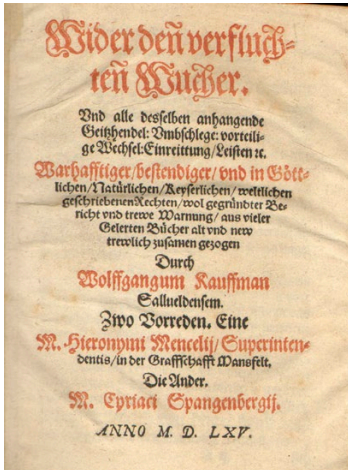 Wider deñ verfluch-
teñ Wucher.
Vnd alle desselben anhangende
Geitzhendel: Vmbschlege: vorteili-
ge Wechsel: Einreittung/Leisten ꝛc.
Warhafftiger/bestendiger/vnd in Gött-
lichen/Natürlichen/Keyserlichen/weltlichen
geschriebenen Rechten/wol gegründter Be-
richt vnd trewe Warnung/aus vieler
Gelerten Bücher alt vnd new
trewlich zusamen gezogen
Durch
Wolffgangum Kauffman
Salueldensem.
Zwo Vorreden. Eine
M. Hieronymi Mencelij/Superinten-
dentis/in der Graffschafft Mansfelt.
Die Ander.
M. Cyriaci Spangenbergij.
ANNO M. D. LXV.